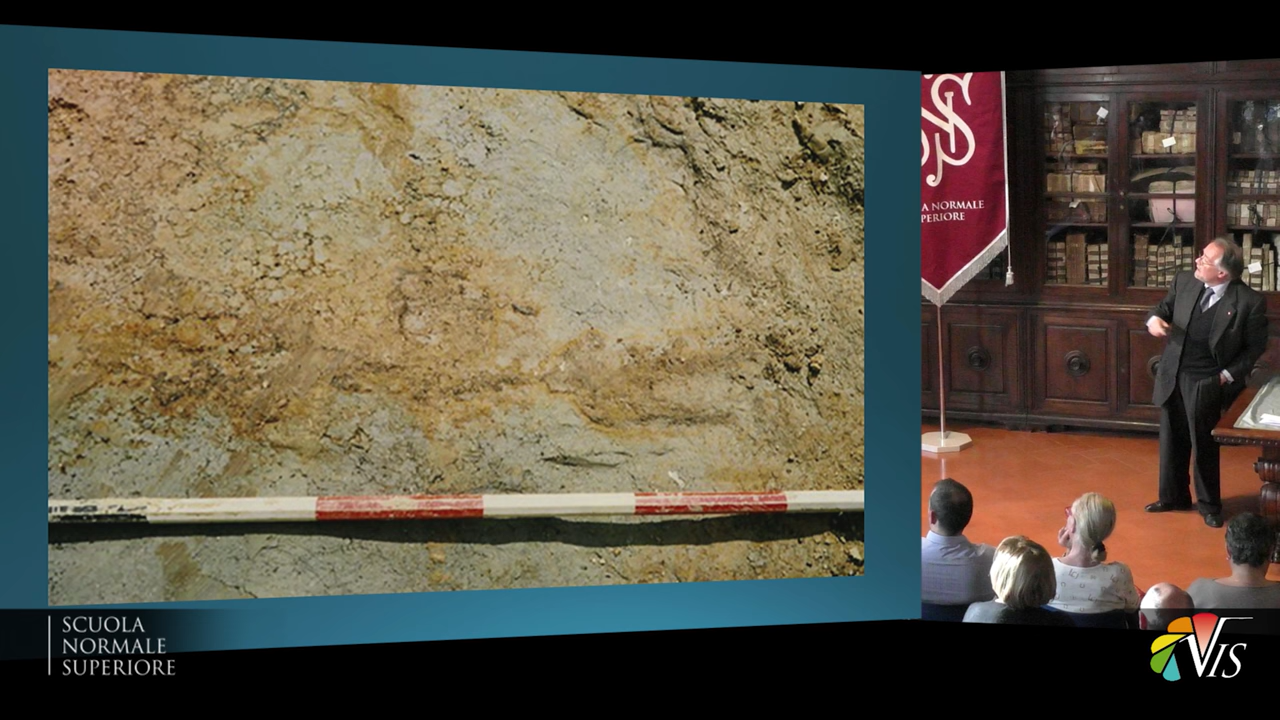 A NORMALE
PERIORE
SCUOLA
NORMALE
SUPERIORE
VIS